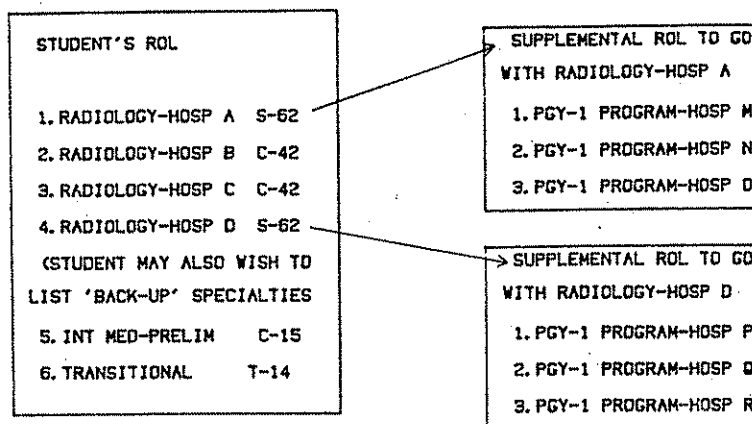 STUDENT'S ROL
1. RADIOLOGY-HOSP A S-62
2. RADIOLOGY-HOSP B C-42
3. RADIOLOGY-HOSP C C-42
4. RADIOLOGY-HOSP D S-62
(STUDENT MAY ALSO WISH TO
LIST 'BACK-UP' SPECIALTIES
5. INT MED-PRELIM C-15
6. TRANSITIONAL T-14
SUPPLEMENTAL ROL TO GO
WITH RADIOLOGY-HOSP A
1. PGY-1 PROGRAM-HOSP M
2. PGY-1 PROGRAM-HOSP N
3. PGY-1 PROGRAM-HOSP O
SUPPLEMENTAL ROL TO GO
WITH RADIOLOGY-HOSP D
1. PGY-1 PROGRAM-HOSP P
2. PGY-1 PROGRAM-HOSP Q
3. PGY-1 PROGRAM-HOSP R